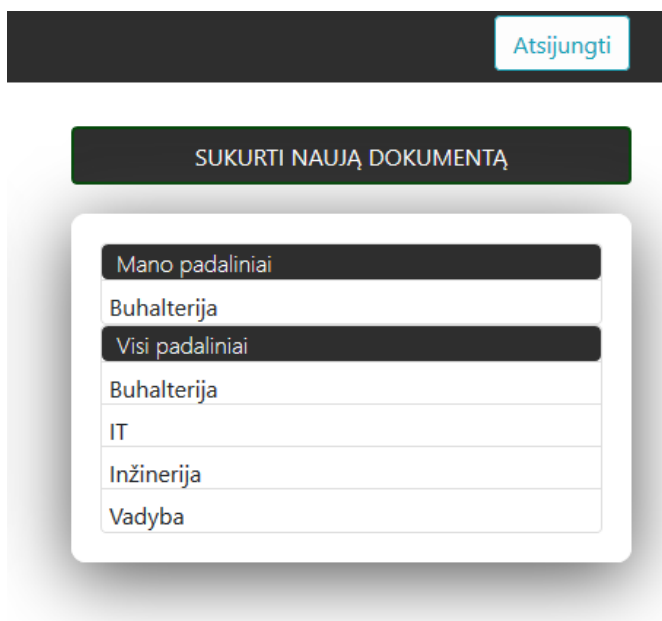 Atsijungti
SUKURTI NAUJĄ DOKUMENTĄ
Mano padaliniai
Buhalterija
Visi padaliniai
Buhalterija
IT
Inžinerija
Vadyba